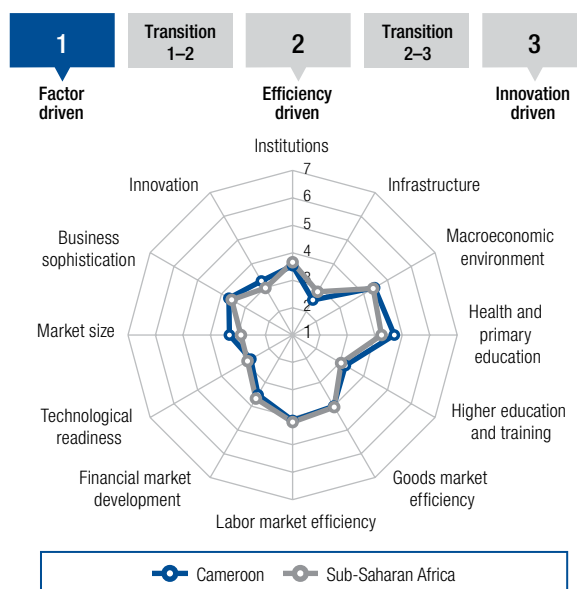 1
Transition
1–2
2
Transition
2–3
3
Factor
driven
Efficiency
driven
Innovation
driven
Institutions
7
Innovation
6
Infrastructure
5
Business
sophistication
4
Macroeconomic
environment
3
2
Market size
1
Health and
primary
education
Technological
readiness
Higher education
and training
Financial market
development
Goods market
efficiency
Labor market efficiency
Cameroon
Sub-Saharan Africa